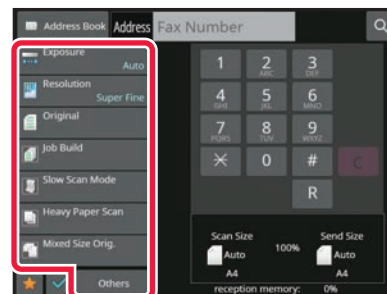 Address Book Address Fax Number
Exposure
Auto
Resolution
Super Fine
Original
Job Build
Slow Scan Mode
Heavy Paper Scan
Mixed Size Orig.
Others
1 2 3
ABC DEF
4 5 6
GHI JKL MNO
7 8 9
PQRS TUV WXYZ
0 # C
R
Scan Size Send Size
Auto 100% Auto
A4 A4
reception memory: 0%